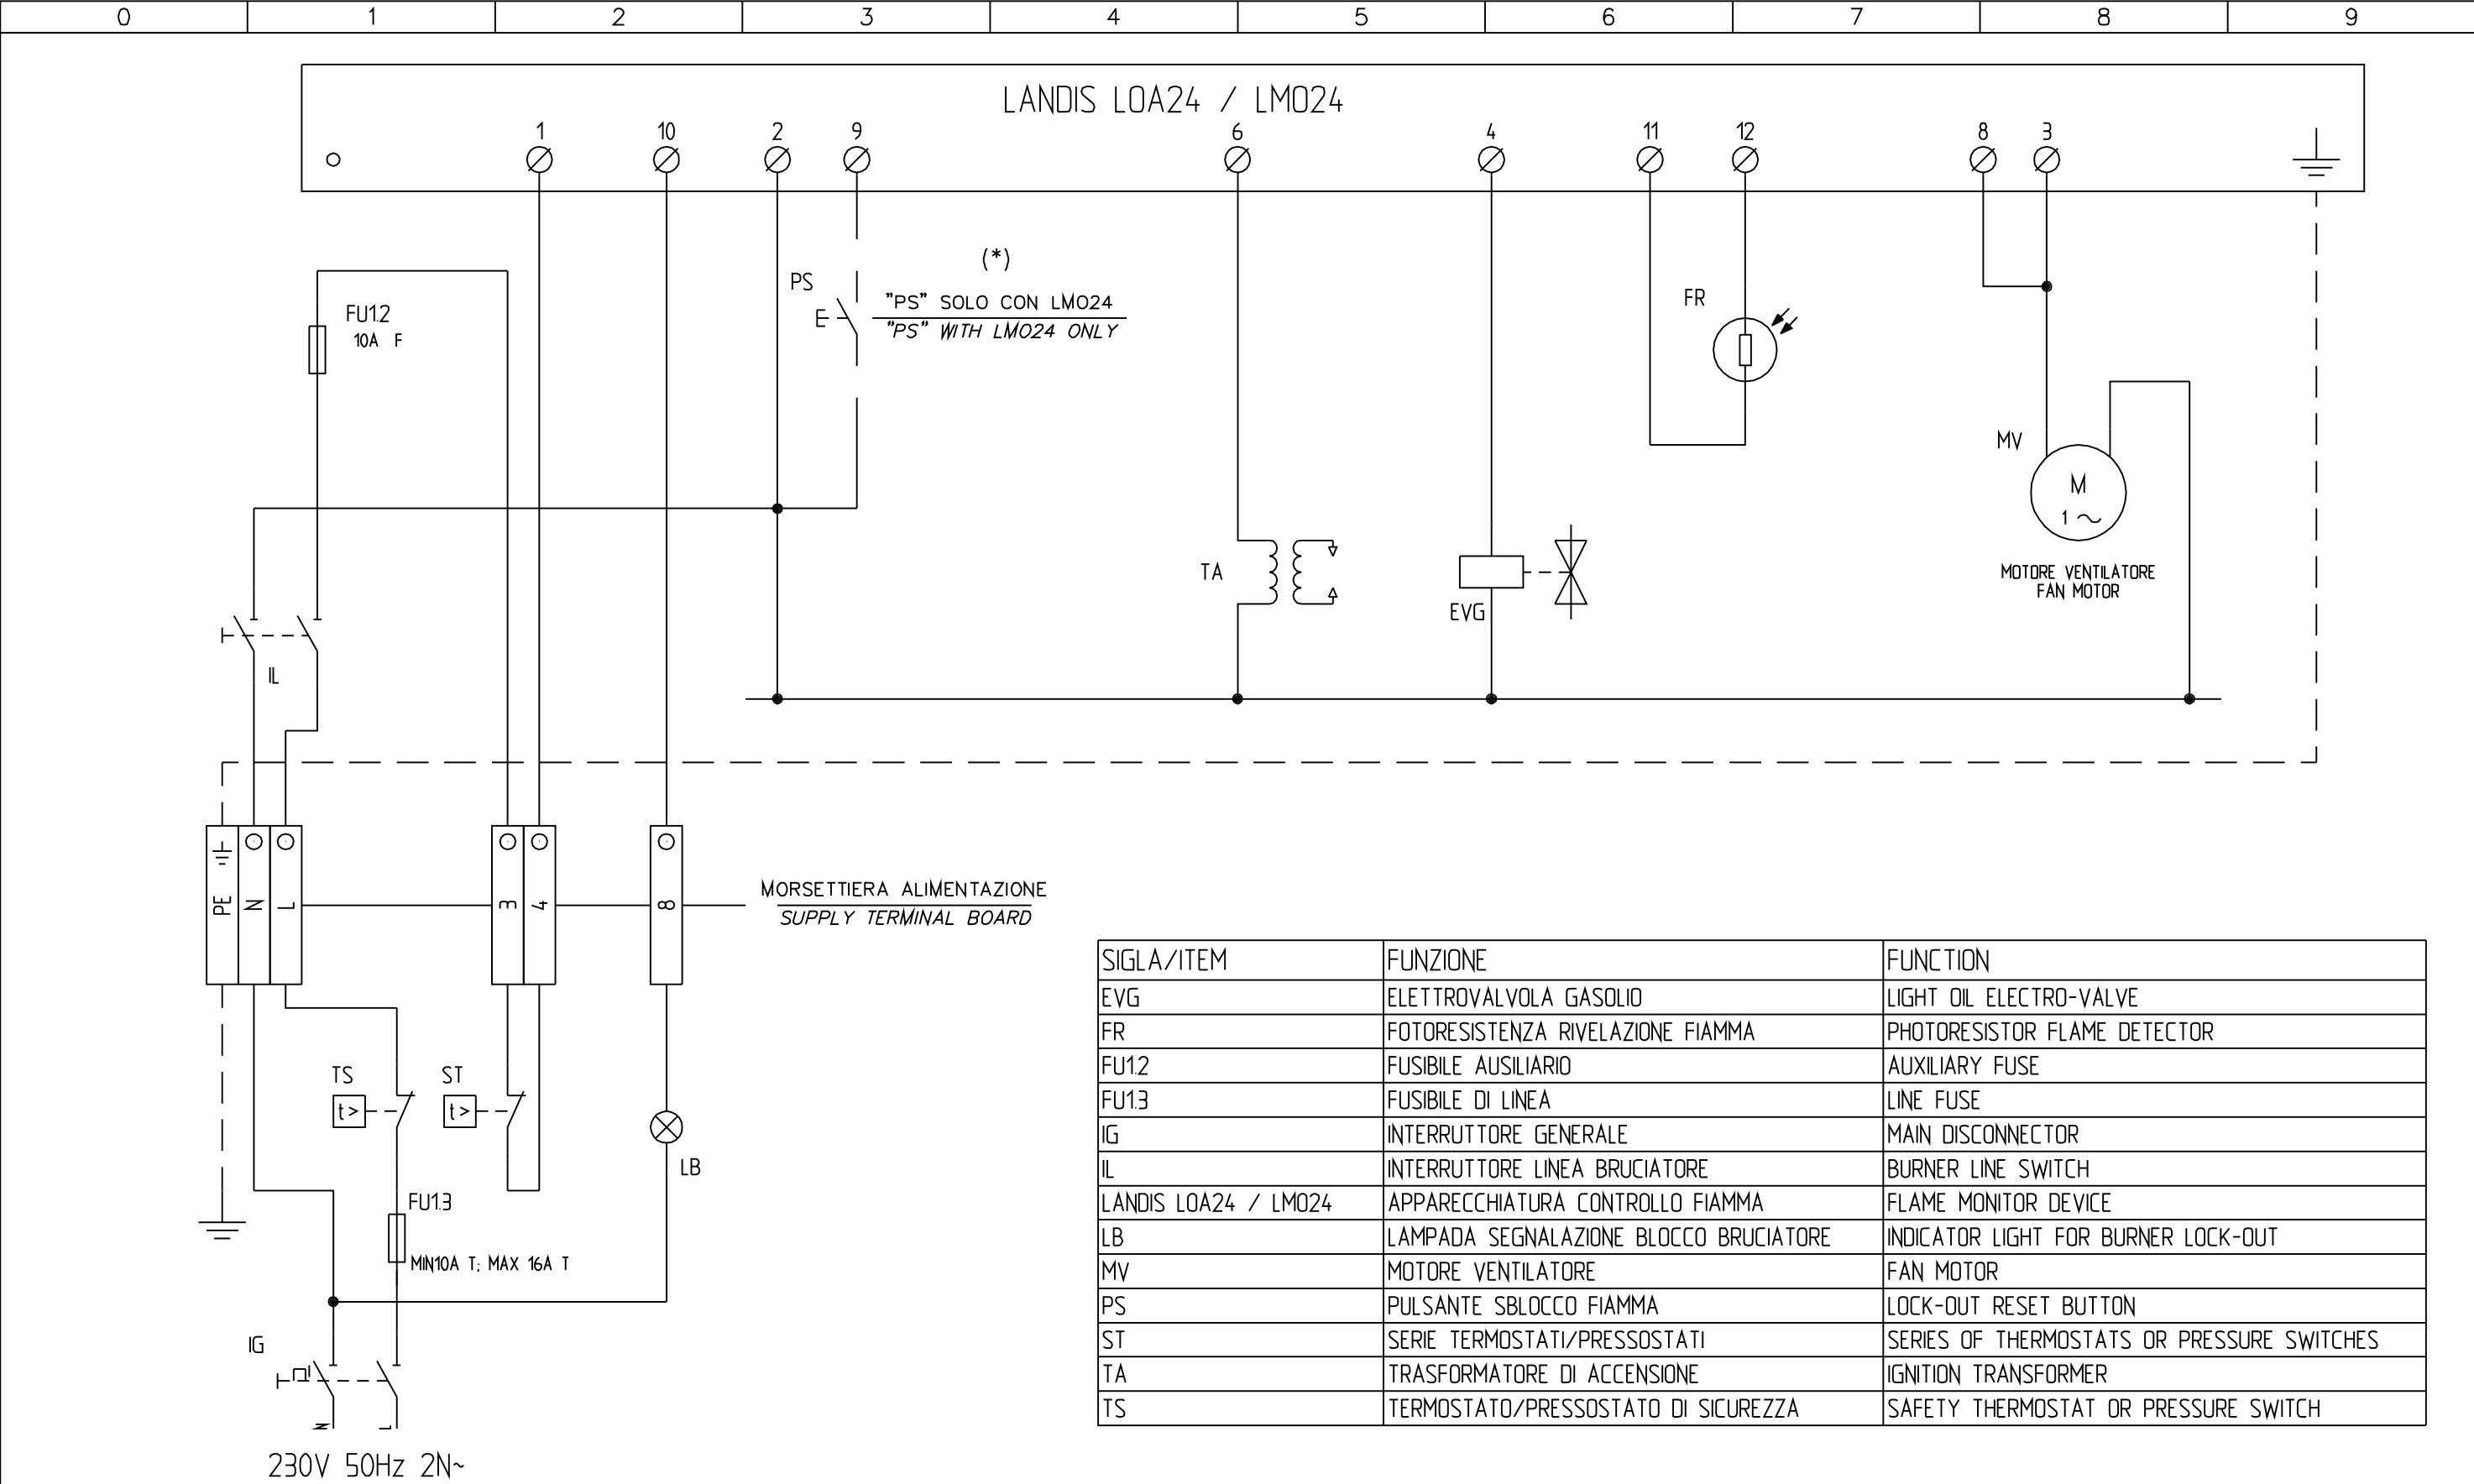 0 1 2 3 4 5 6 7 8 9
LANDIS LOA24 / LMO24
1 10 2 9 6 4 11 12 8 3
(*)
PS
"PS" SOLO CON LMO24
"PS" WITH LMO24 ONLY
FU1.2
10A F
FR
MV
M
1~
MOTORE VENTILATORE
FAN MOTOR
TA
EVG
IL
PE N L 3 4 8
MORSETTIERA ALIMENTAZIONE
SUPPLY TERMINAL BOARD
TS ST
t> t>
LB
FU1.3
MIN10A T; MAX 16A T
IG
N L
230V 50Hz 2N~
SIGLA/ITEM FUNZIONE FUNCTION
EVG ELETTROVALVOLA GASOLIO LIGHT OIL ELECTRO-VALVE
FR FOTORESISTENZA RIVELAZIONE FIAMMA PHOTORESISTOR FLAME DETECTOR
FU1.2 FUSIBILE AUSILIARIO AUXILIARY FUSE
FU1.3 FUSIBILE DI LINEA LINE FUSE
IG INTERRUTTORE GENERALE MAIN DISCONNECTOR
IL INTERRUTTORE LINEA BRUCIATORE BURNER LINE SWITCH
LANDIS LOA24 / LMO24 APPARECCHIATURA CONTROLLO FIAMMA FLAME MONITOR DEVICE
LB LAMPADA SEGNALAZIONE BLOCCO BRUCIATORE INDICATOR LIGHT FOR BURNER LOCK-OUT
MV MOTORE VENTILATORE FAN MOTOR
PS PULSANTE SBLOCCO FIAMMA LOCK-OUT RESET BUTTON
ST SERIE TERMOSTATI/PRESSOSTATI SERIES OF THERMOSTATS OR PRESSURE SWITCHES
TA TRASFORMATORE DI ACCENSIONE IGNITION TRANSFORMER
TS TERMOSTATO/PRESSOSTATO DI SICUREZZA SAFETY THERMOSTAT OR PRESSURE SWITCH